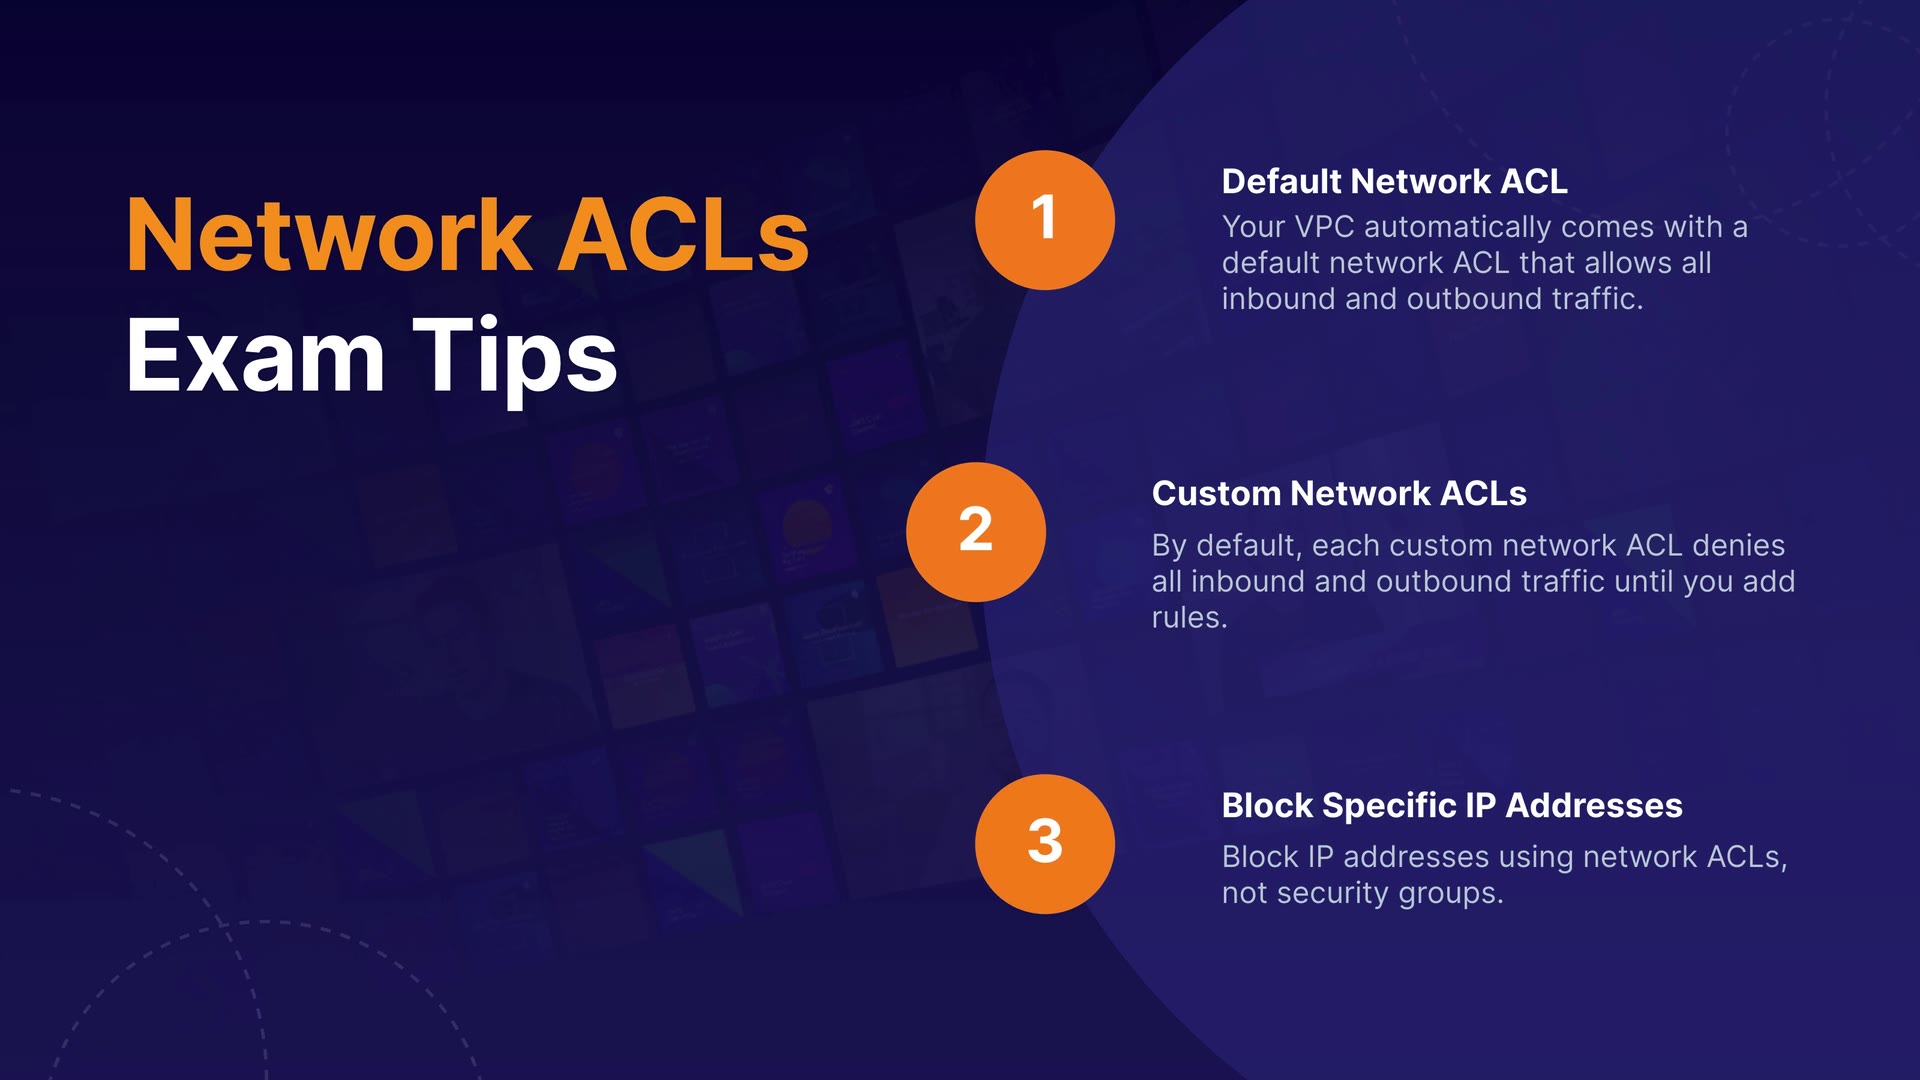 Network ACLs
Exam Tips
1
Default Network ACL
Your VPC automatically comes with a
default network ACL that allows all
inbound and outbound traffic.
2
Custom Network ACLs
By default, each custom network ACL denies
all inbound and outbound traffic until you add
rules.
3
Block Specific IP Addresses
Block IP addresses using network ACLs,
not security groups.